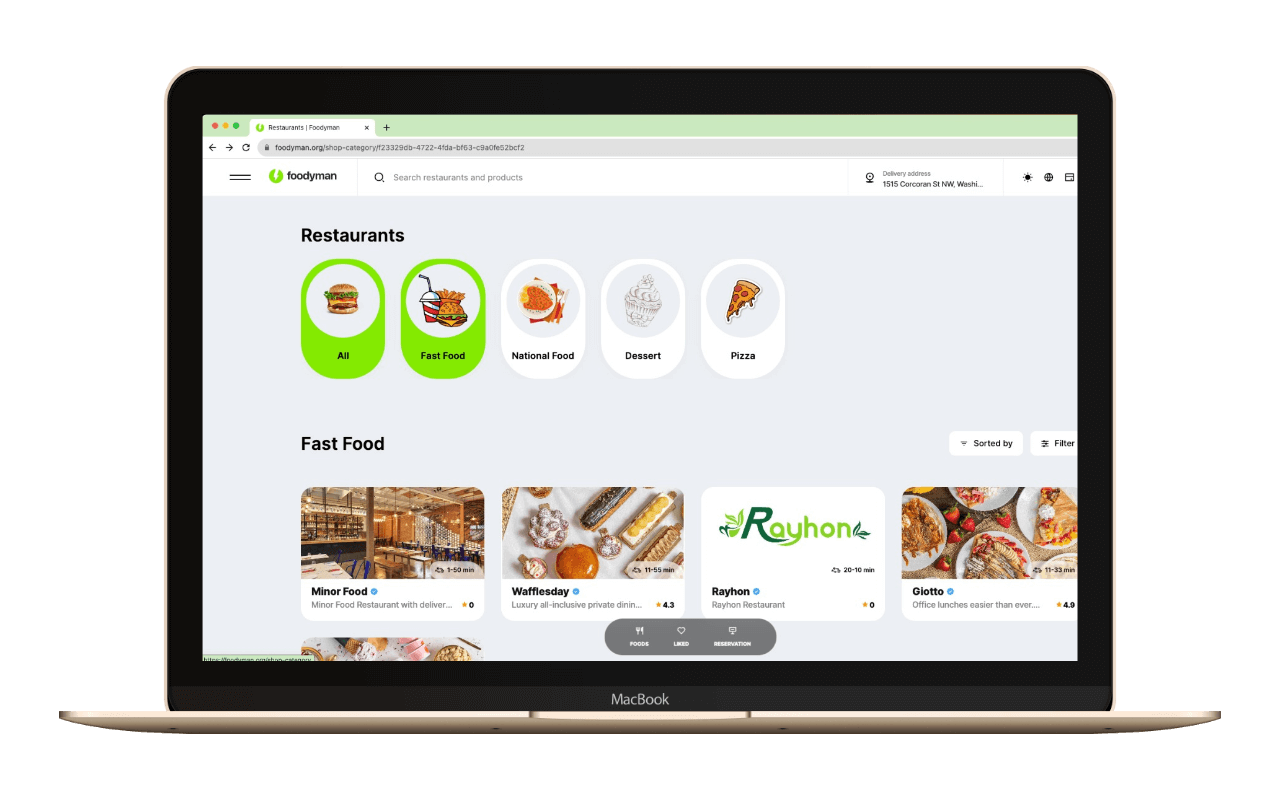 Restaurants | Foodyman
foodyman.org/shop-category/f23329db-4722-4fda-bf63-c9a0fe52bcf2
foodyman
Search restaurants and products
Delivery address
1515 Corcoran St NW, Washi...
Restaurants
All
Fast Food
National Food
Dessert
Pizza
Fast Food
Sorted by
Filter
1-50 min
11-55 min
Rayhon
20-10 min
11-33 min
Minor Food
Minor Food Restaurant with deliver...
0
Wafflesday
Luxury all-inclusive private dinin...
4.3
Rayhon
Rayhon Restaurant
0
Giotto
Office lunches easier than ever....
4.9
FOODS
LIKED
RESERVATION
https://foodyman.org/shop-category
MacBook